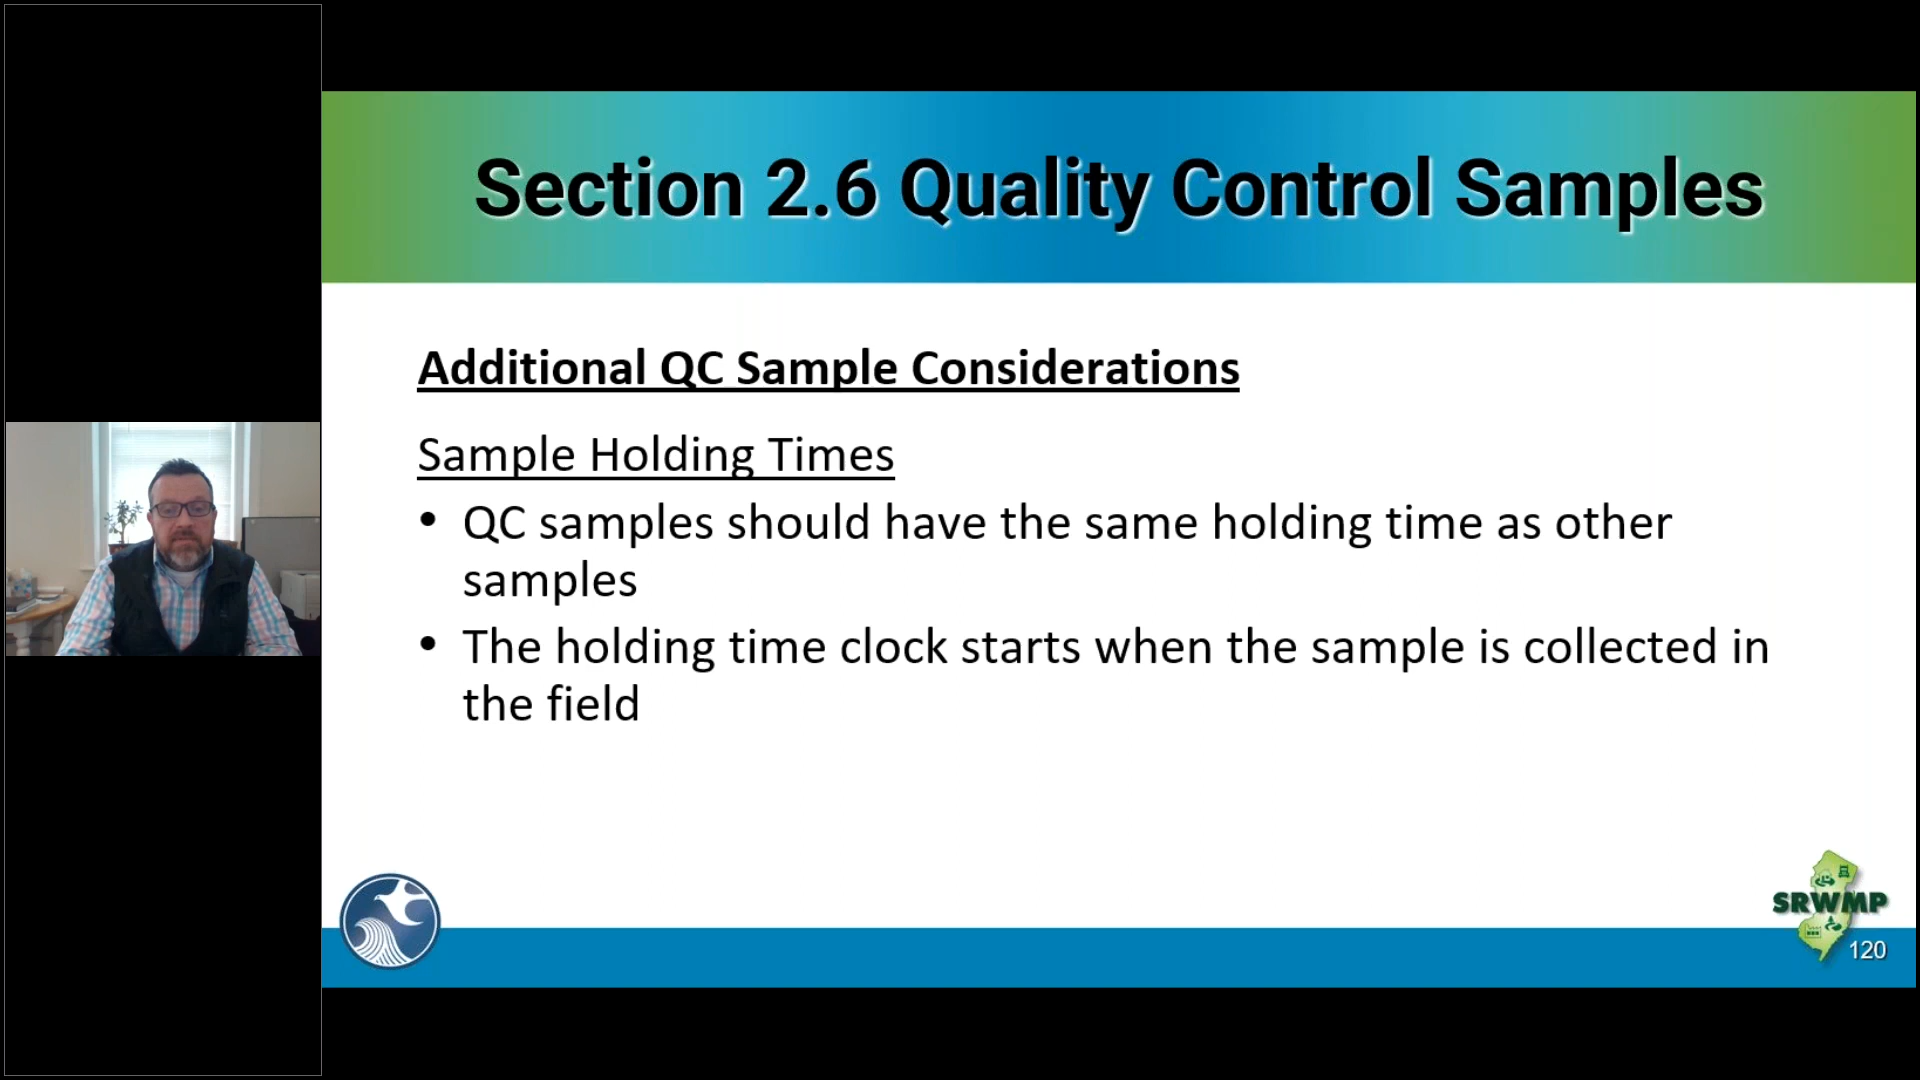 Section 2.6 Quality Control Samples
Additional QC Sample Considerations
Sample Holding Times
• QC samples should have the same holding time as other
samples
• The holding time clock starts when the sample is collected in
the field
SRWMP
120